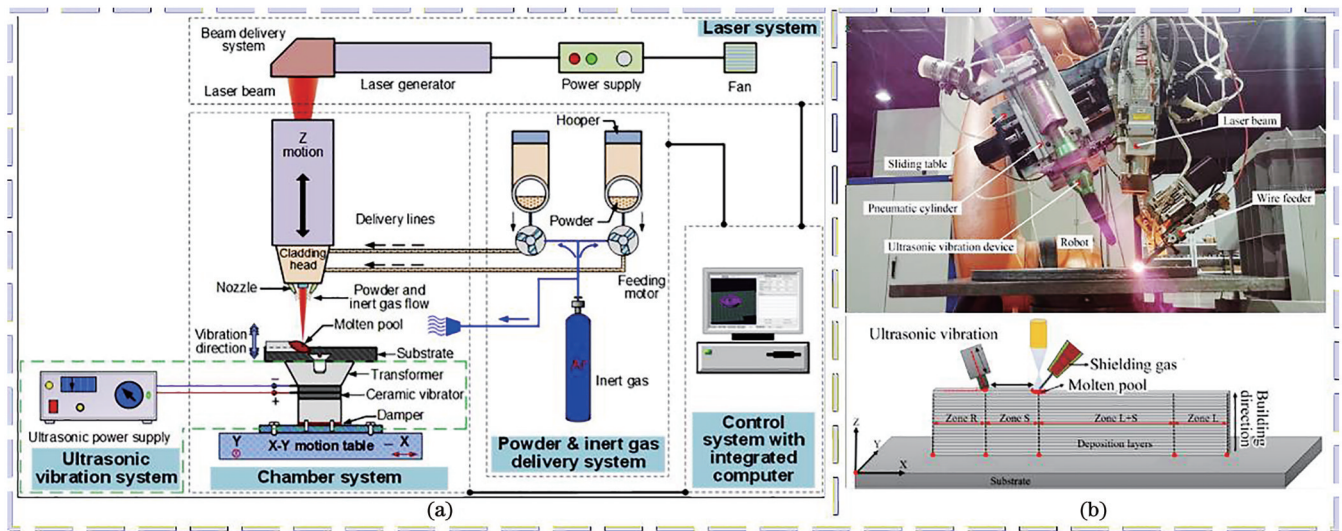 Laser system
Beam delivery
system
Laser beam
Laser generator
Power supply
Fan
Z
motion
Cladding
head
Nozzle
Powder and
inert gas flow
Vibration
direction
Molten pool
Substrate
Transformer
Ceramic vibrator
Damper
−
+
Ultrasonic power supply
Ultrasonic
vibration system
Y
X-Y motion table
X
Chamber system
Hooper
Powder
Delivery lines
Feeding
motor
Ar
Inert gas
Powder & inert gas
delivery system
Control
system with
integrated
computer
(a)
Sliding table
Pneumatic cylinder
Ultrasonic vibration device
Robot
Laser beam
Wire feeder
Ultrasonic vibration
Shielding gas
Molten pool
Zone R
Zone S
Zone L+S
Zone L
Deposition layers
Building
direction
Z
Y
X
Substrate
(b)